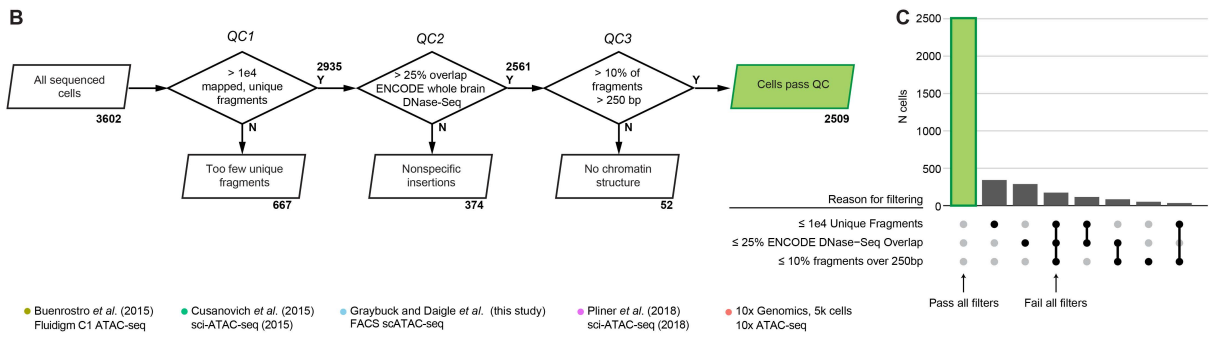 B
QC1
QC2
QC3
All sequenced
cells
3602
> 1e4
mapped, unique
fragments
2935
Y
N
Too few unique
fragments
667
> 25% overlap
ENCODE whole brain
DNase-Seq
2561
Y
N
Nonspecific
insertions
374
> 10% of
fragments
> 250 bp
Y
N
No chromatin
structure
52
Cells pass QC
2509
C
N cells
2500
2000
1500
1000
500
0
Reason for filtering
≤ 1e4 Unique Fragments
≤ 25% ENCODE DNase−Seq Overlap
≤ 10% fragments over 250bp
Pass all filters
Fail all filters
Buenrostro et al. (2015)
Fluidigm C1 ATAC-seq
Cusanovich et al. (2015)
sci-ATAC-seq (2015)
Graybuck and Daigle et al. (this study)
FACS scATAC-seq
Pliner et al. (2018)
sci-ATAC-seq (2018)
10x Genomics, 5k cells
10x ATAC-seq